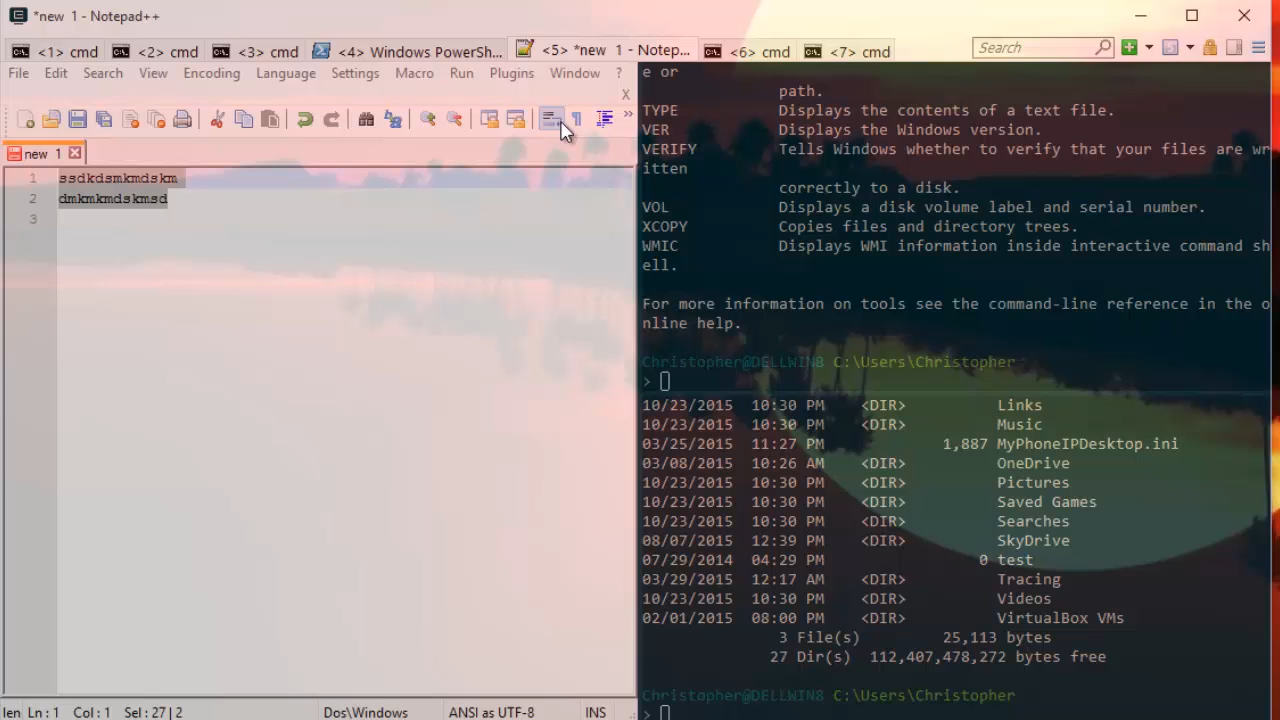 *new 1 - Notepad++
<1> cmd <2> cmd <3> cmd <4> Windows PowerSh... <5> *new 1 - Notep... <6> cmd <7> cmd Search
File Edit Search View Encoding Language Settings Macro Run Plugins Window ?
X
new 1
1 ssdkdsmkmdskm
2 dmkmkmdskmsd
3
len Ln : 1 Col : 1 Sel : 27 | 2 Dos\Windows ANSI as UTF-8 INS
e or
path.
TYPE Displays the contents of a text file.
VER Displays the Windows version.
VERIFY Tells Windows whether to verify that your files are wr
itten
correctly to a disk.
VOL Displays a disk volume label and serial number.
XCOPY Copies files and directory trees.
WMIC Displays WMI information inside interactive command sh
ell.
For more information on tools see the command-line reference in the o
nline help.
Christopher@DELLWIN8 C:\Users\Christopher
>
10/23/2015 10:30 PM <DIR> Links
10/23/2015 10:30 PM <DIR> Music
03/25/2015 11:27 PM 1,887 MyPhoneIPDesktop.ini
03/08/2015 10:26 AM <DIR> OneDrive
10/23/2015 10:30 PM <DIR> Pictures
10/23/2015 10:30 PM <DIR> Saved Games
10/23/2015 10:30 PM <DIR> Searches
08/07/2015 12:39 PM <DIR> SkyDrive
07/29/2014 04:29 PM 0 test
03/29/2015 12:17 AM <DIR> Tracing
10/23/2015 10:30 PM <DIR> Videos
02/01/2015 08:00 PM <DIR> VirtualBox VMs
3 File(s) 25,113 bytes
27 Dir(s) 112,407,478,272 bytes free
Christopher@DELLWIN8 C:\Users\Christopher
>